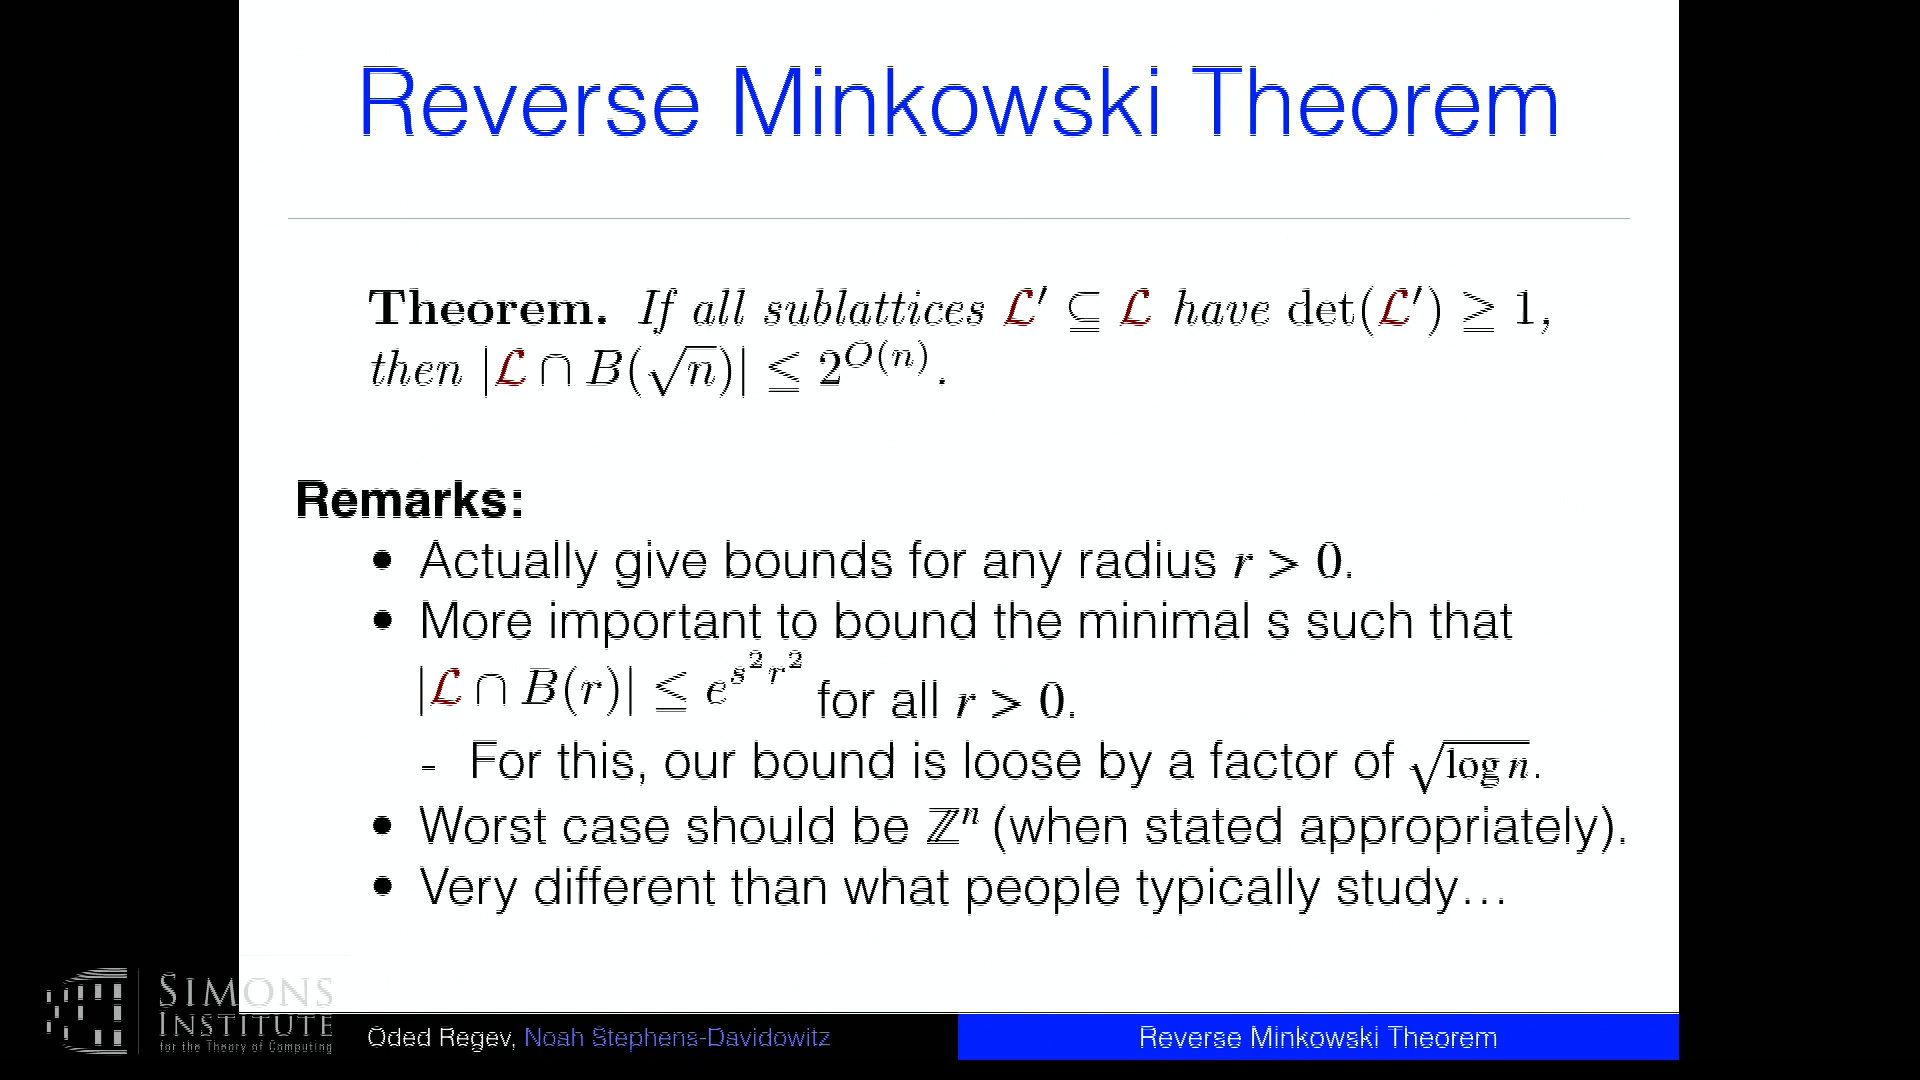 Reverse Minkowski Theorem
Theorem. If all sublattices ℒ′ ⊆ ℒ have det(ℒ′) ≥ 1,
then |ℒ ∩ B(√n)| ≤ 2^{O(n)}.
Remarks:
• Actually give bounds for any radius r > 0.
• More important to bound the minimal s such that
|ℒ ∩ B(r)| ≤ e^{s²r²} for all r > 0.
- For this, our bound is loose by a factor of √log n.
• Worst case should be ℤⁿ (when stated appropriately).
• Very different than what people typically study…
SIMONS
INSTITUTE
for the Theory of Computing
Oded Regev, Noah Stephens-Davidowitz
Reverse Minkowski Theorem